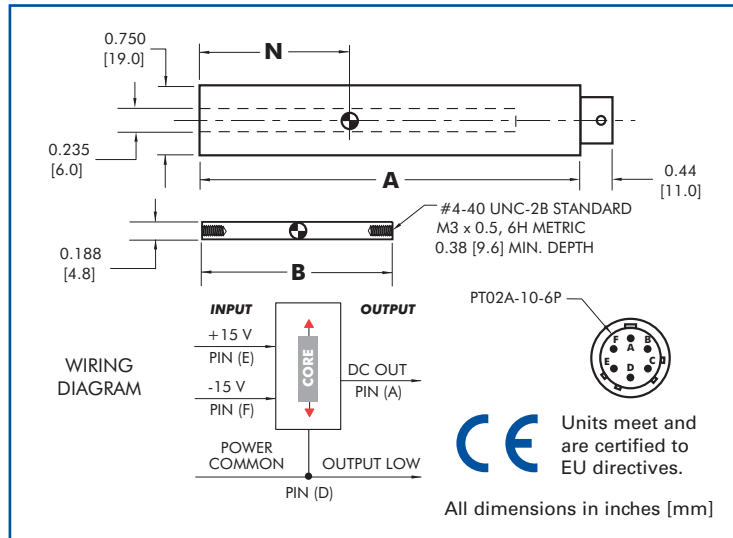 0.750
[19.0]
N
0.235
[6.0]
A
0.44
[11.0]
#4-40 UNC-2B STANDARD
M3 x 0.5, 6H METRIC
0.38 [9.6] MIN. DEPTH
0.188
[4.8]
B
INPUT
OUTPUT
+15 V
PIN (E)
-15 V
PIN (F)
CORE
DC OUT
PIN (A)
WIRING
DIAGRAM
POWER
COMMON
OUTPUT LOW
PIN (D)
PT02A-10-6P
F
A
B
E
C
D
CE
Units meet and
are certified to
EU directives.
All dimensions in inches [mm]